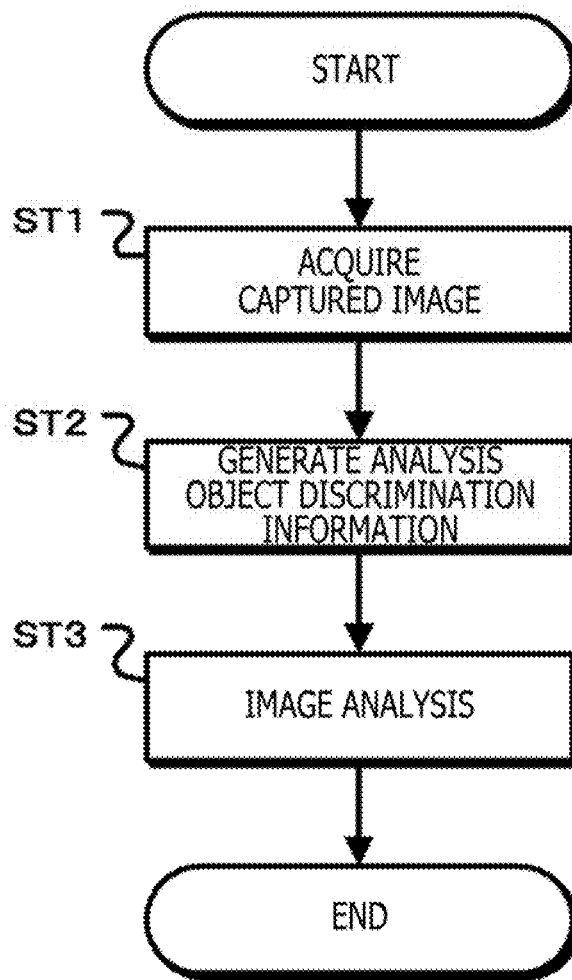 START
ST1
ACQUIRE
CAPTURED IMAGE
ST2
GENERATE ANALYSIS
OBJECT DISCRIMINATION
INFORMATION
ST3
IMAGE ANALYSIS
END